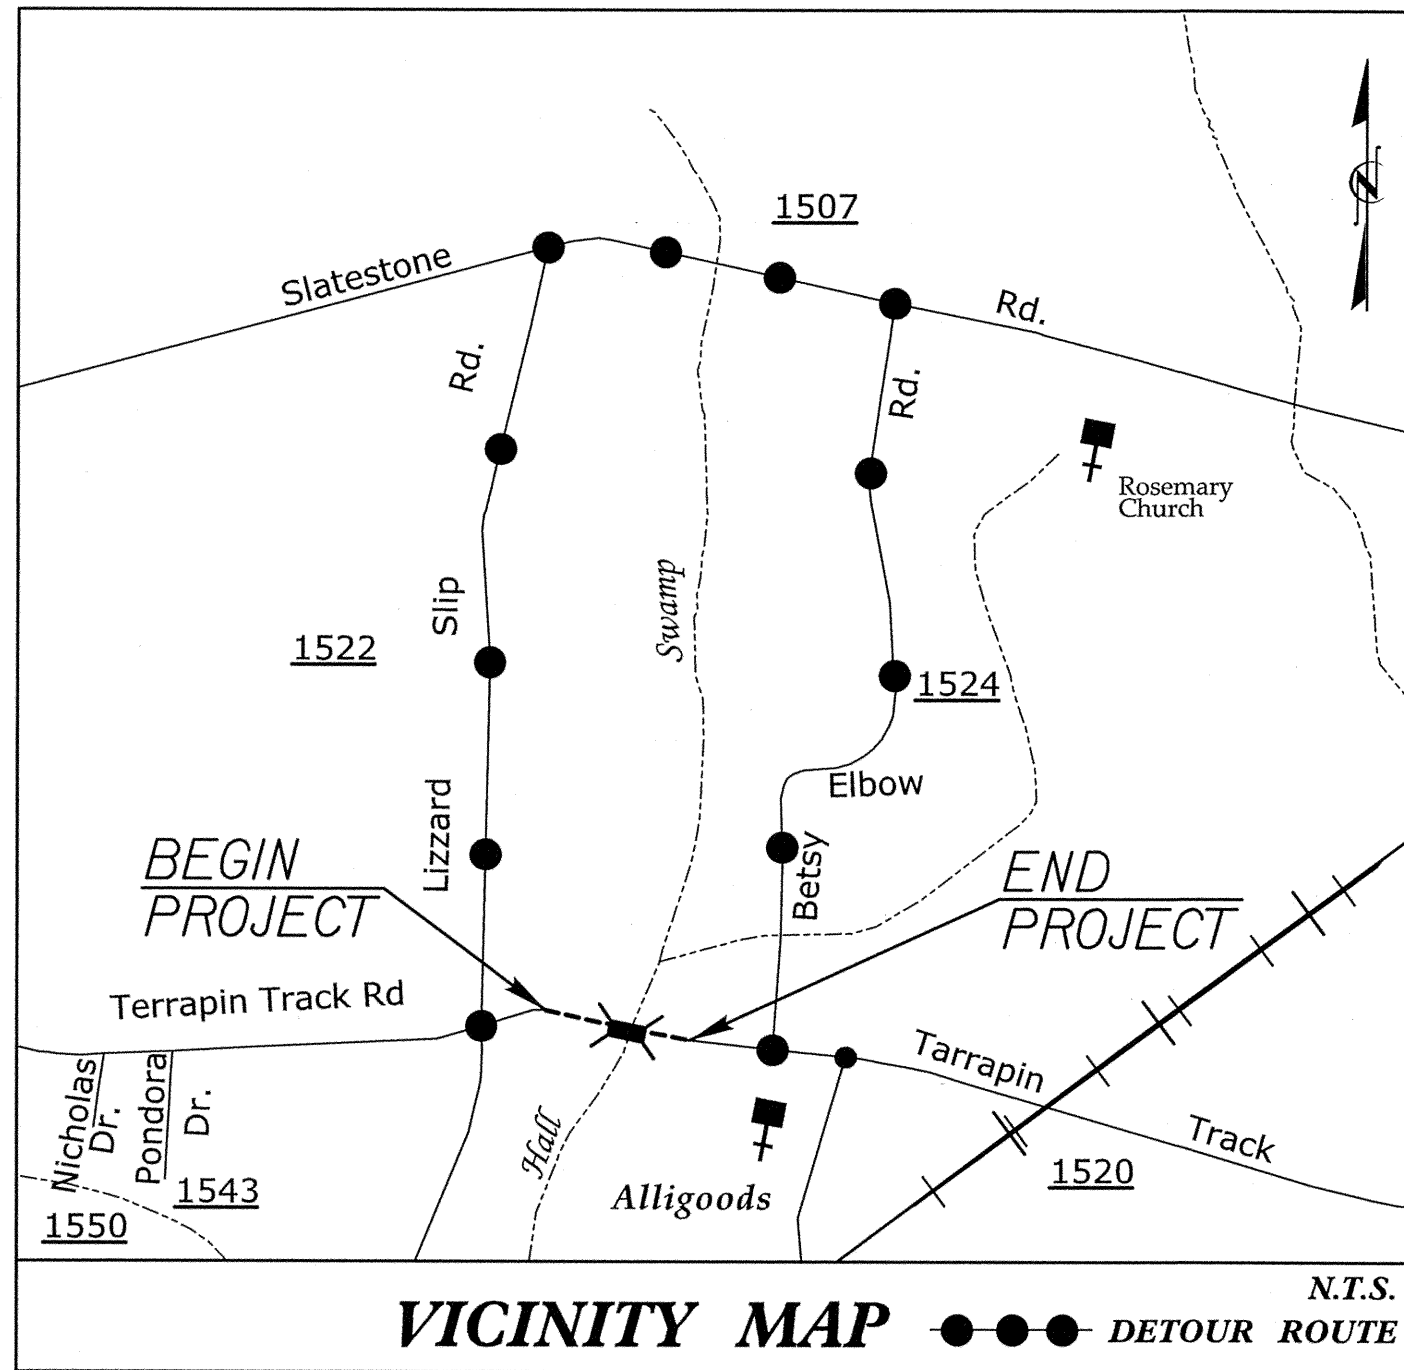 1507
N
Slatestone
Rd.
Rd.
Rd.
Rosemary
Church
Slip
Swamp
1522
1524
Elbow
Lizzard
Betsy
BEGIN
PROJECT
END
PROJECT
Terrapin Track Rd
Tarrapin
Track
Nicholas
Dr.
Pondora
Dr.
Hall
1520
1543
Alligoods
1550
N.T.S.
VICINITY MAP
DETOUR ROUTE